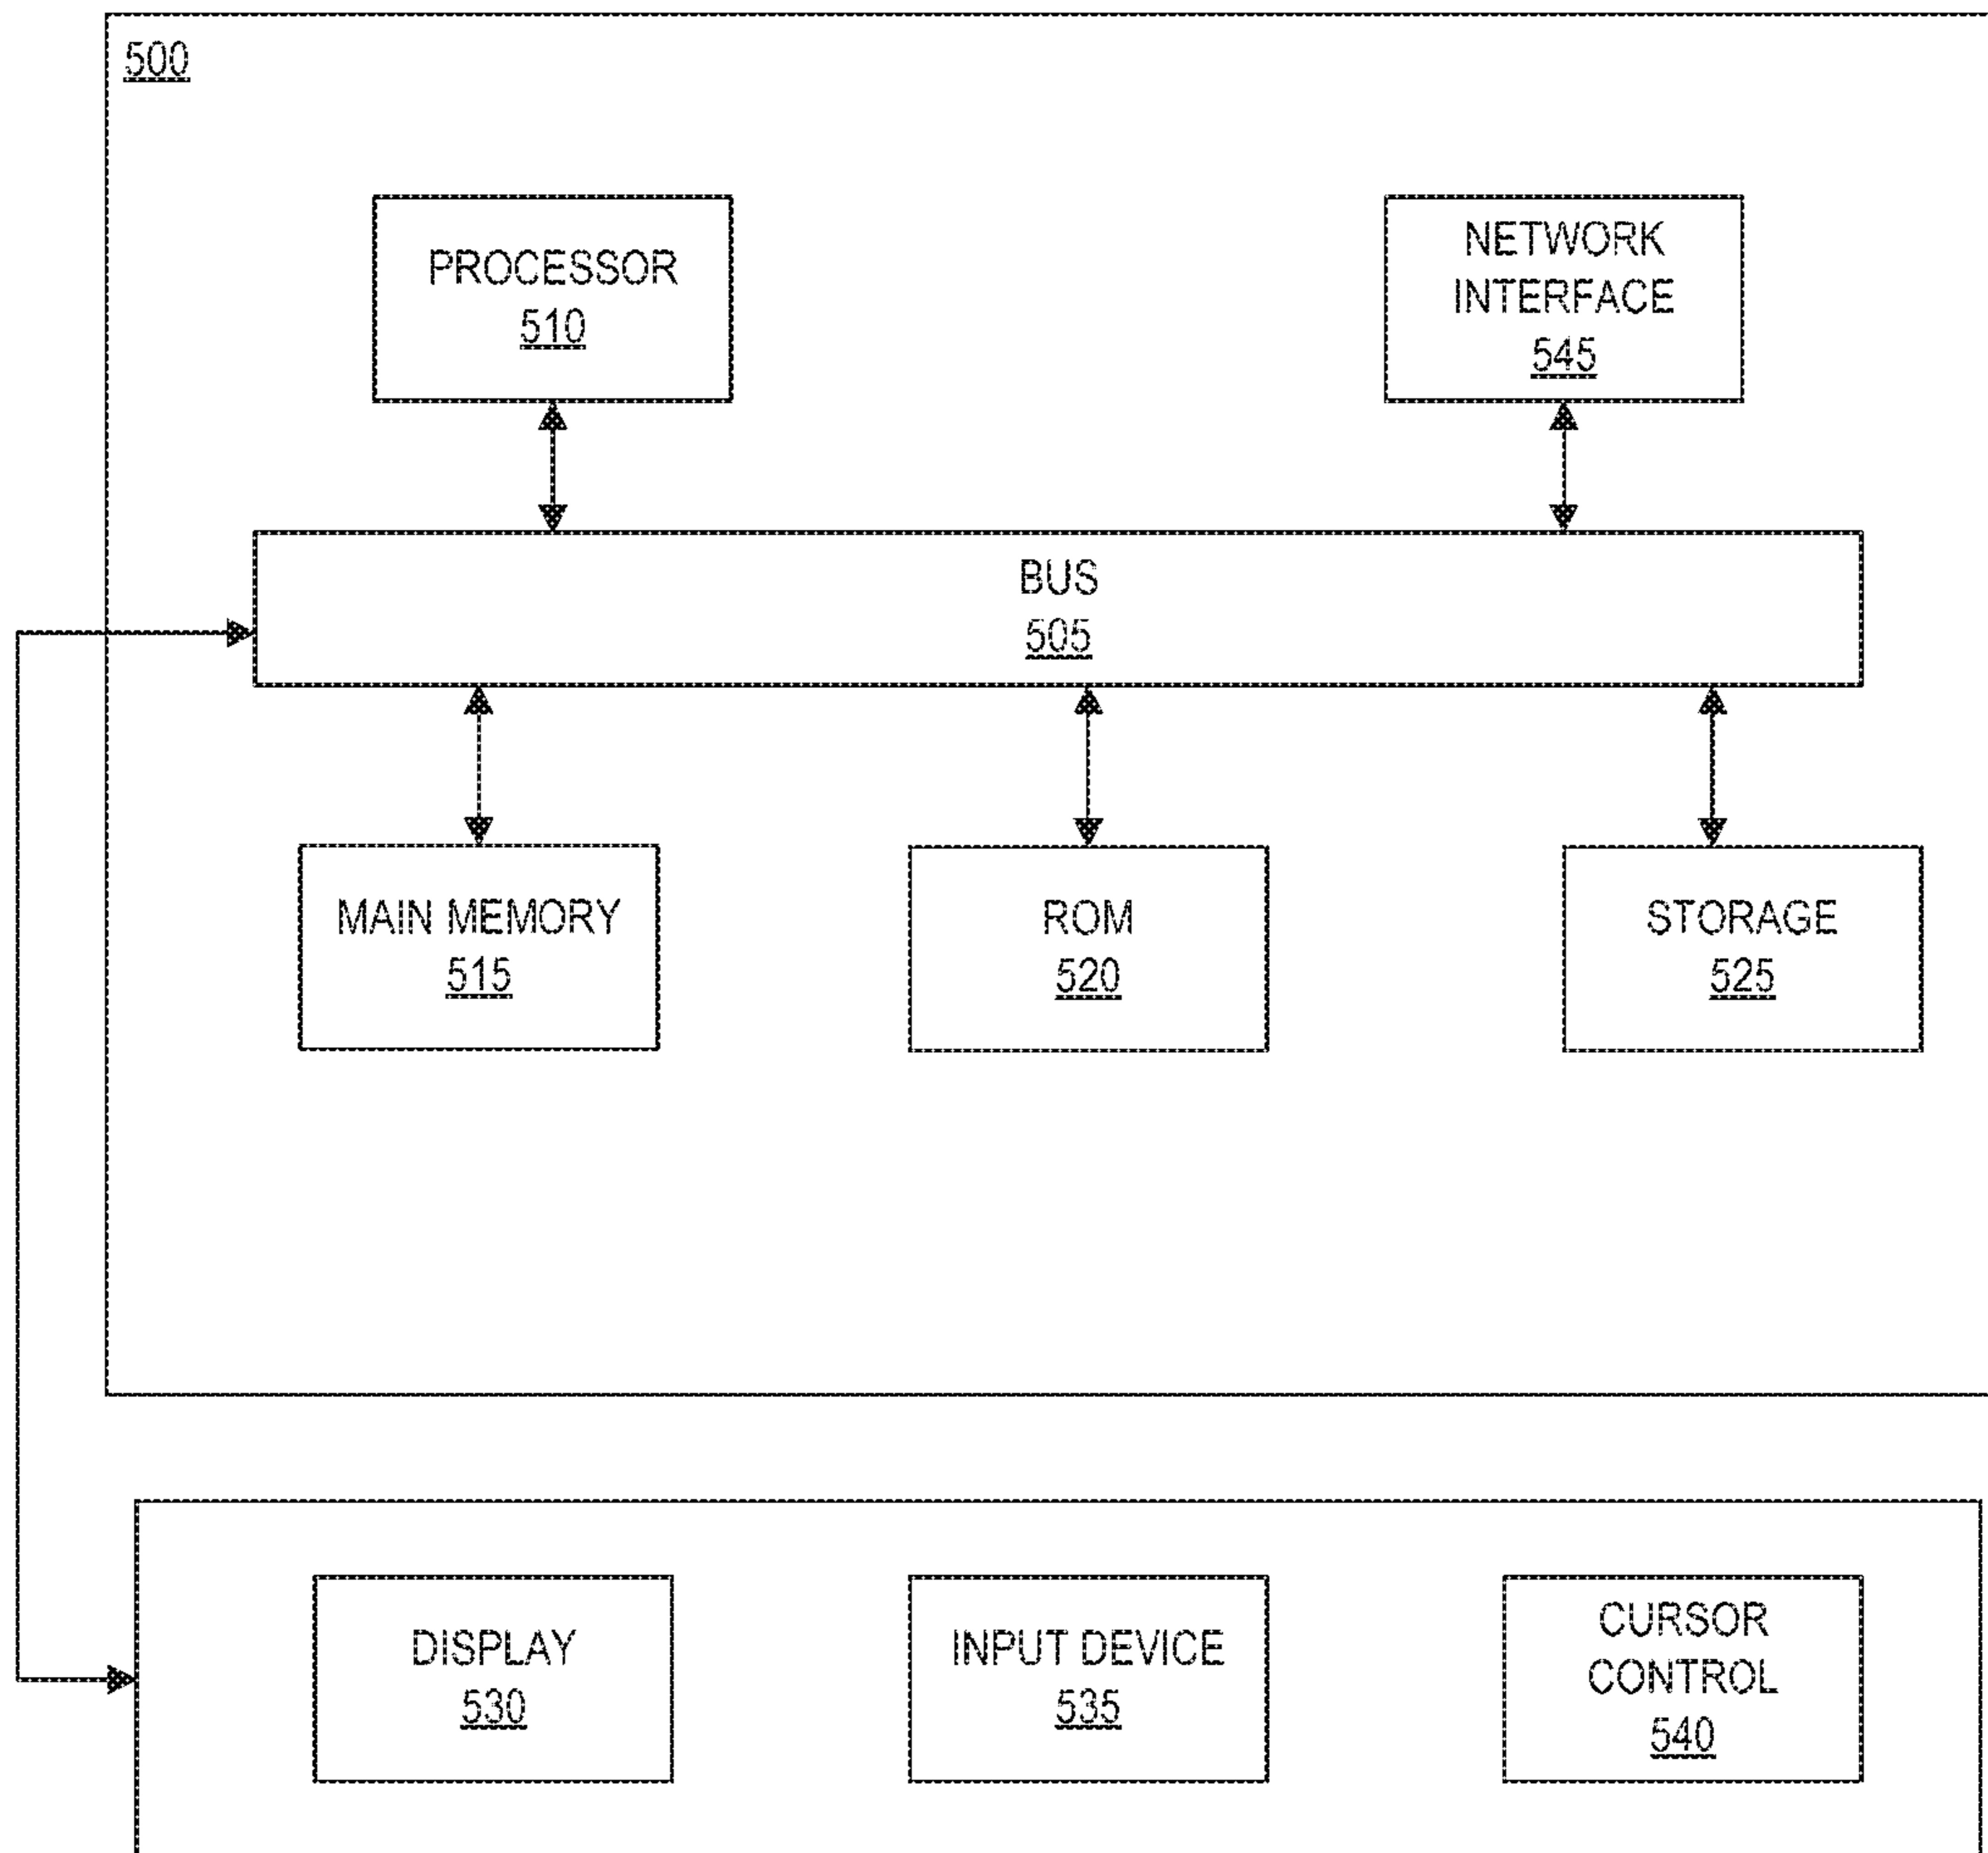 500
PROCESSOR
510
NETWORK
INTERFACE
545
BUS
505
MAIN MEMORY
515
ROM
520
STORAGE
525
DISPLAY
530
INPUT DEVICE
535
CURSOR
CONTROL
540